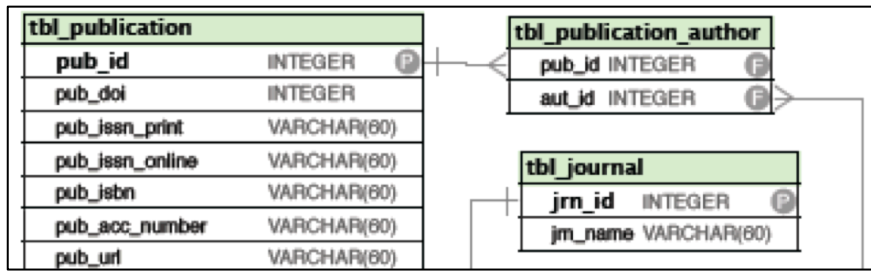 tbl_publication
pub_id INTEGER P
pub_doi INTEGER
pub_issn_print VARCHAR(60)
pub_issn_online VARCHAR(60)
pub_isbn VARCHAR(60)
pub_acc_number VARCHAR(60)
pub_url VARCHAR(60)
tbl_publication_author
pub_id INTEGER F
aut_id INTEGER F
tbl_journal
jrn_id INTEGER P
jrn_name VARCHAR(60)